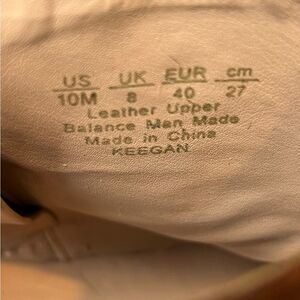 US UK EUR cm
10M 8 40 27
Leather Upper
Balance Man Made
Made in China
KEEGAN